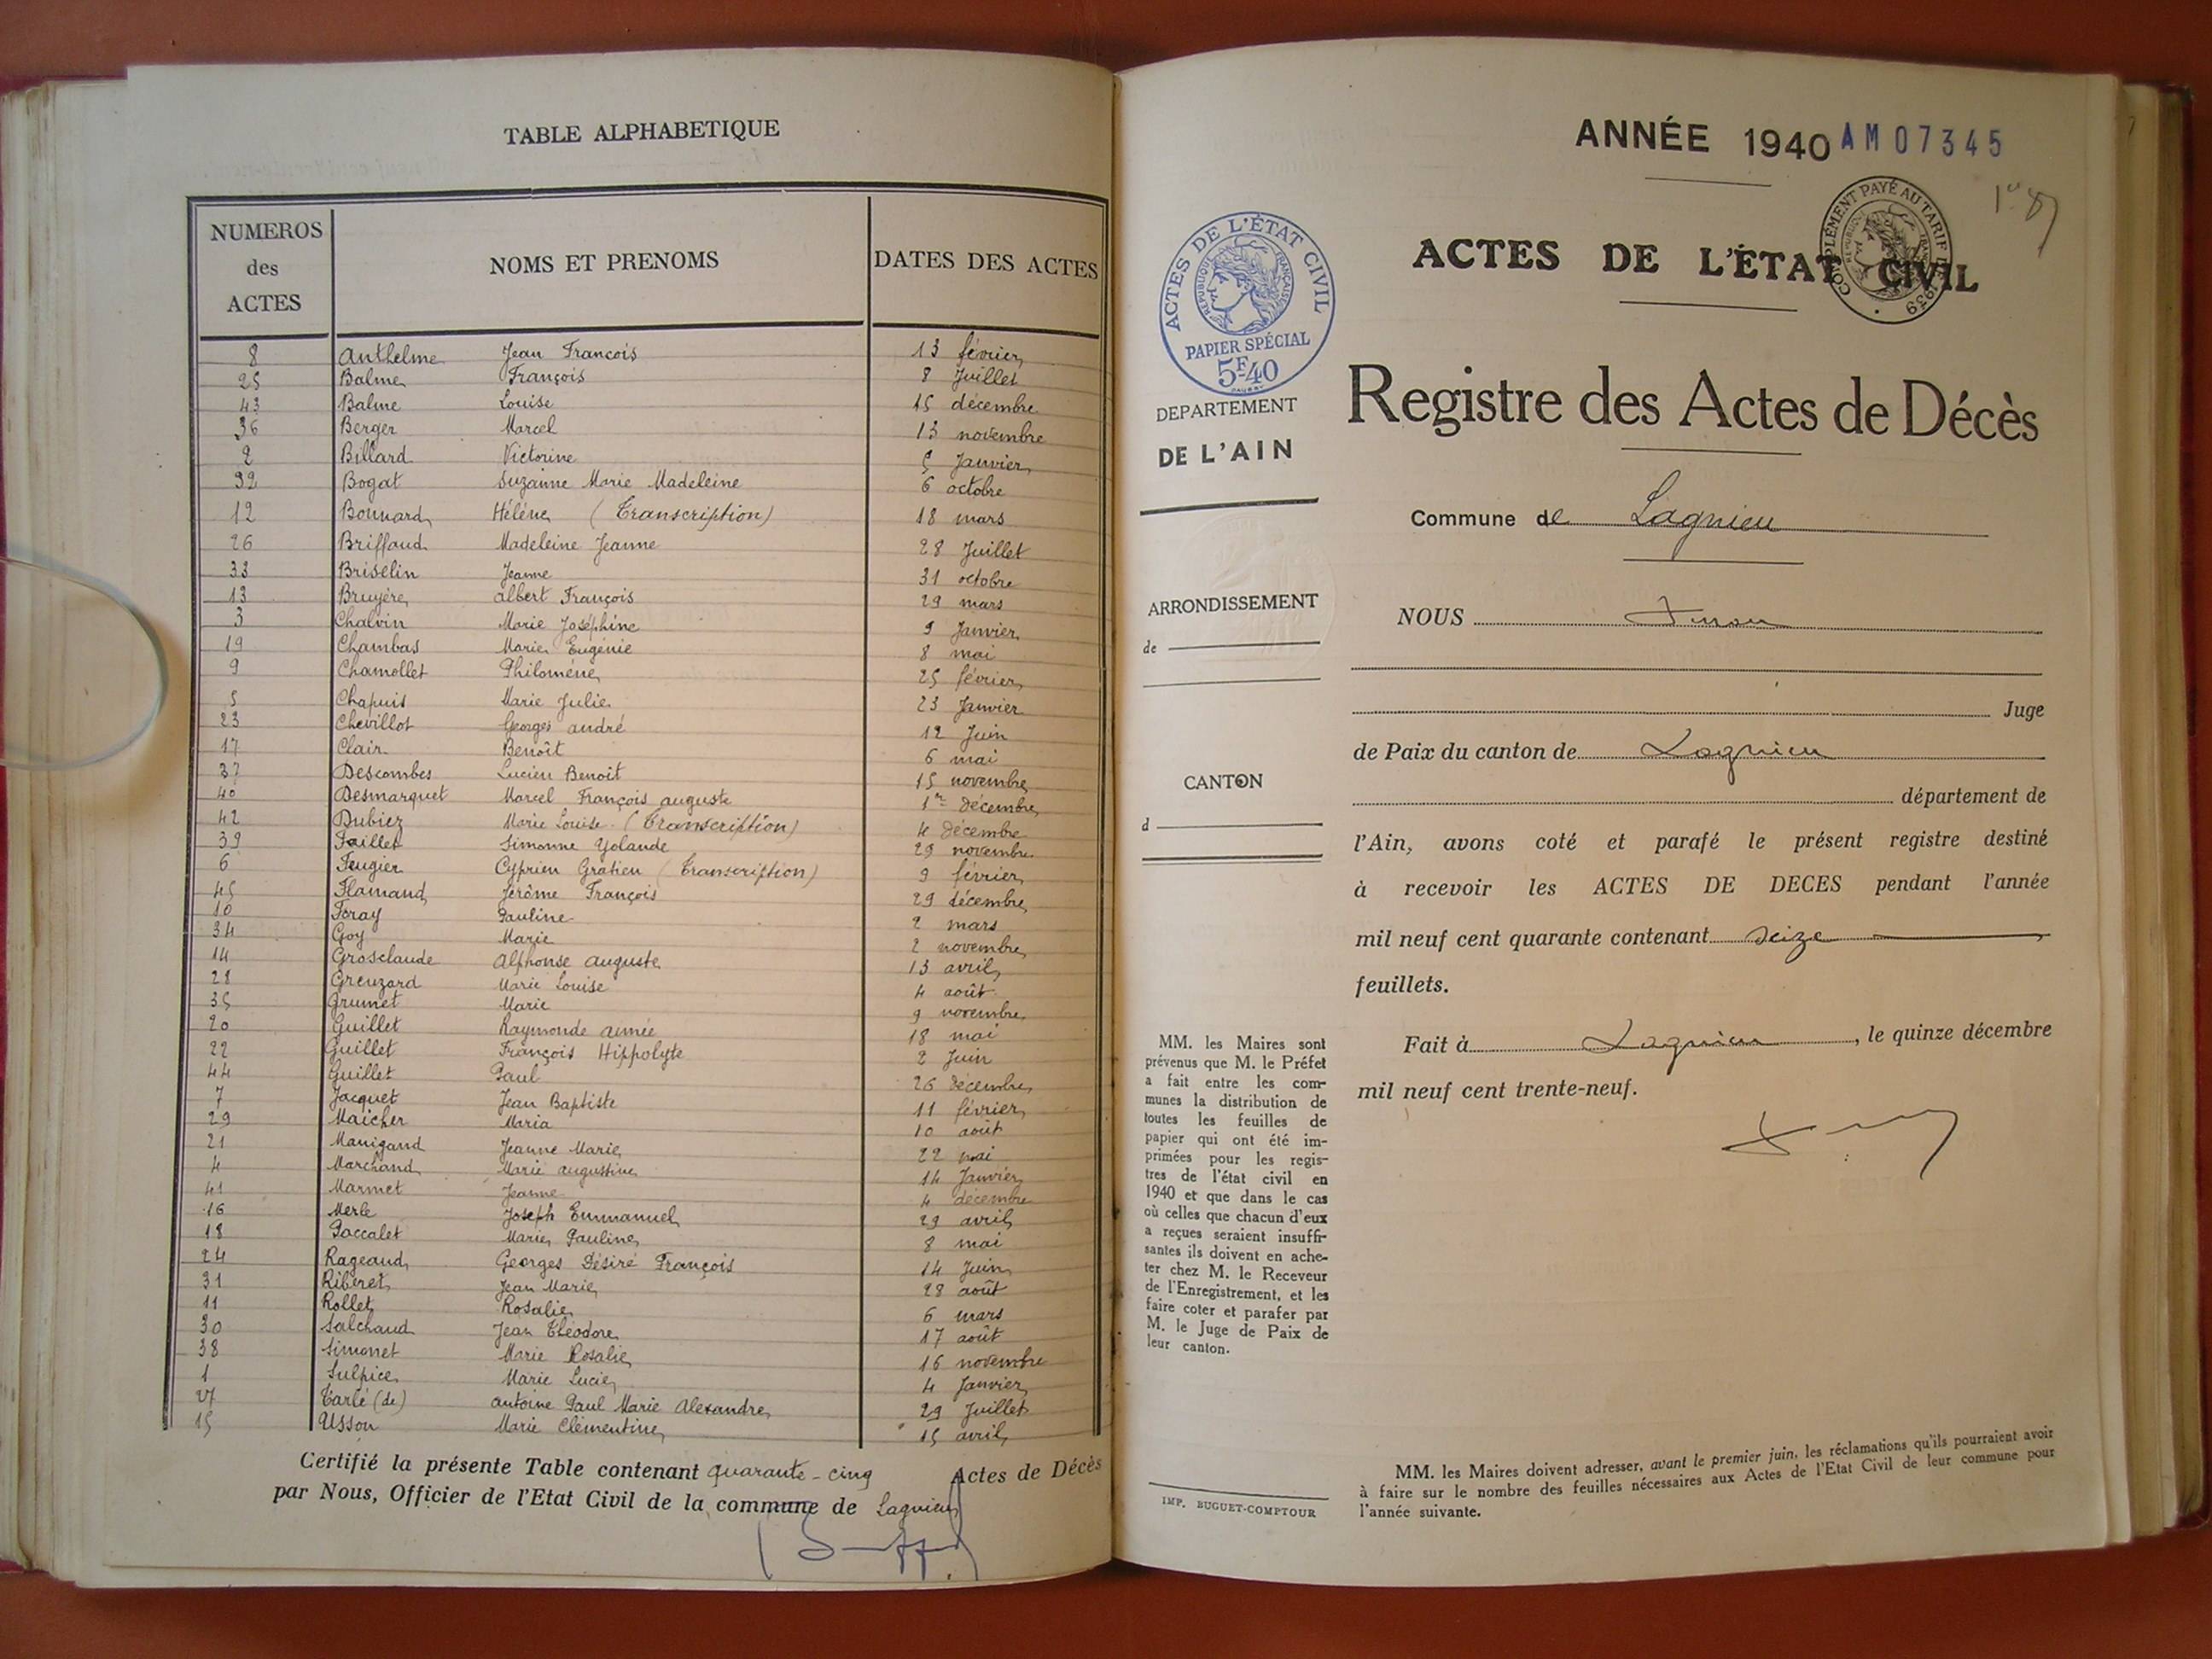 TABLE ALPHABETIQUE
NUMEROS des ACTES NOMS ET PRENOMS DATES DES ACTES
8 Anthelme Jean François 13 février
25 Balme François 8 Juillet
43 Balme Louise 15 décembre
36 Berger Marcel 13 novembre
2 Billard Victorine 5 Janvier
32 Bogat Suzanne Marie Madeleine 6 octobre
12 Bonnard Hélène (Transcription) 18 mars
26 Briffaud Madeleine Jeanne 28 Juillet
33 Briselin Jeanne 31 octobre
13 Bruyère albert François 29 mars
3 Chalvin Marie Joséphine 9 Janvier
19 Chambas Marie Eugénie 8 mai
9 Chamollet Philomène 25 février
5 Chapuis Marie Julie 23 Janvier
23 Chevillot Georges andré 12 Juin
17 Clair Benoît 6 mai
37 Descombes Lucien Benoit 15 novembre
40 Desmarquet Marcel François auguste 1er décembre
42 Dubiez Marie Louise (Transcription) 4 décembre
39 Faillet Simonne Yolande 29 novembre
6 Feugier Cyprien Gratien (Transcription) 9 février
45 Flamand Jérôme François 29 décembre
10 Foray Pauline 2 mars
34 Goy Marie 2 novembre
14 Grosclaude Alphonse auguste 13 avril
28 Greuzard Marie Louise 4 août
35 Grumet Marie 9 novembre
20 Guillet Raymonde aimée 18 mai
22 Guillet François Hippolyte 2 Juin
44 Guillet Paul 26 décembre
7 Jacquet Jean Baptiste 11 février
29 Maicher Maria 10 août
21 Manigand Jeanne Marie 22 mai
4 Marchand Marie augustine 14 Janvier
41 Marmet Jeanne 4 décembre
16 Merle Joseph Emmanuel 29 avril
18 Paccalet Marie Pauline 8 mai
24 Rageaud Georges Désiré François 14 Juin
31 Riberet Jean Marie 28 août
11 Rollet Rosalie 6 mars
30 Salchaud Jean Théodore 17 août
38 Simonet Marie Rosalie 16 novembre
1 Sulpice Marie Lucie 4 Janvier
27 Tarlé (de) antoine Paul Marie Alexandre 29 Juillet
15 Usson Marie Clémentine 15 avril
Certifié la présente Table contenant quarante-cinq Actes de Décès
par Nous, Officier de l'Etat Civil de la commune de Lagnieu
ANNÉE 1940 AM 07345
COMPLÉMENT PAYÉ AU TARIF DE 1939
ACTES DE L'ÉTAT CIVIL
ACTES DE L'ÉTAT CIVIL
RÉPUBLIQUE FRANÇAISE
PAPIER SPÉCIAL
5F40
DEPARTEMENT
DE L'AIN
ARRONDISSEMENT
de
CANTON
d
MM. les Maires sont
prévenus que M. le Préfet
a fait entre les com-
munes la distribution de
toutes les feuilles de
papier qui ont été im-
primées pour les regis-
tres de l'état civil en
1940 et que dans le cas
où celles que chacun d'eux
a reçues seraient insuffi-
santes ils doivent en ache-
ter chez M. le Receveur
de l'Enregistrement, et les
faire coter et parafer par
M. le Juge de Paix de
leur canton.
IMP. BUGUET-COMPTOUR
Registre des Actes de Décès
Commune de Lagnieu
NOUS
Juge
de Paix du canton de Lagnieu
département de
l'Ain, avons coté et parafé le présent registre destiné
à recevoir les ACTES DE DECES pendant l'année
mil neuf cent quarante contenant seize
feuillets.
Fait à Lagnieu, le quinze décembre
mil neuf cent trente-neuf.
MM. les Maires doivent adresser, avant le premier juin, les réclamations qu'ils pourraient avoir
à faire sur le nombre des feuilles nécessaires aux Actes de l'Etat Civil de leur commune pour
l'année suivante.